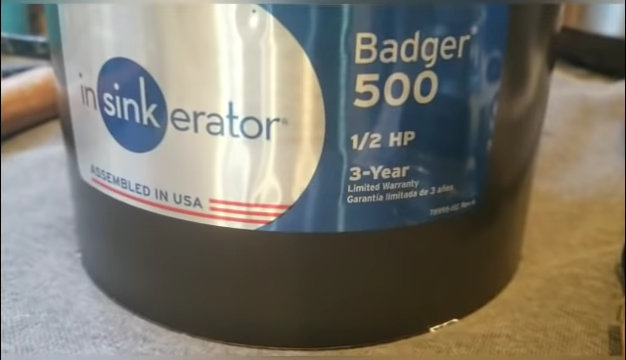 insinkerator
ASSEMBLED IN USA
Badger
500
1/2 HP
3-Year
Limited Warranty
Garantía limitada de 3 años